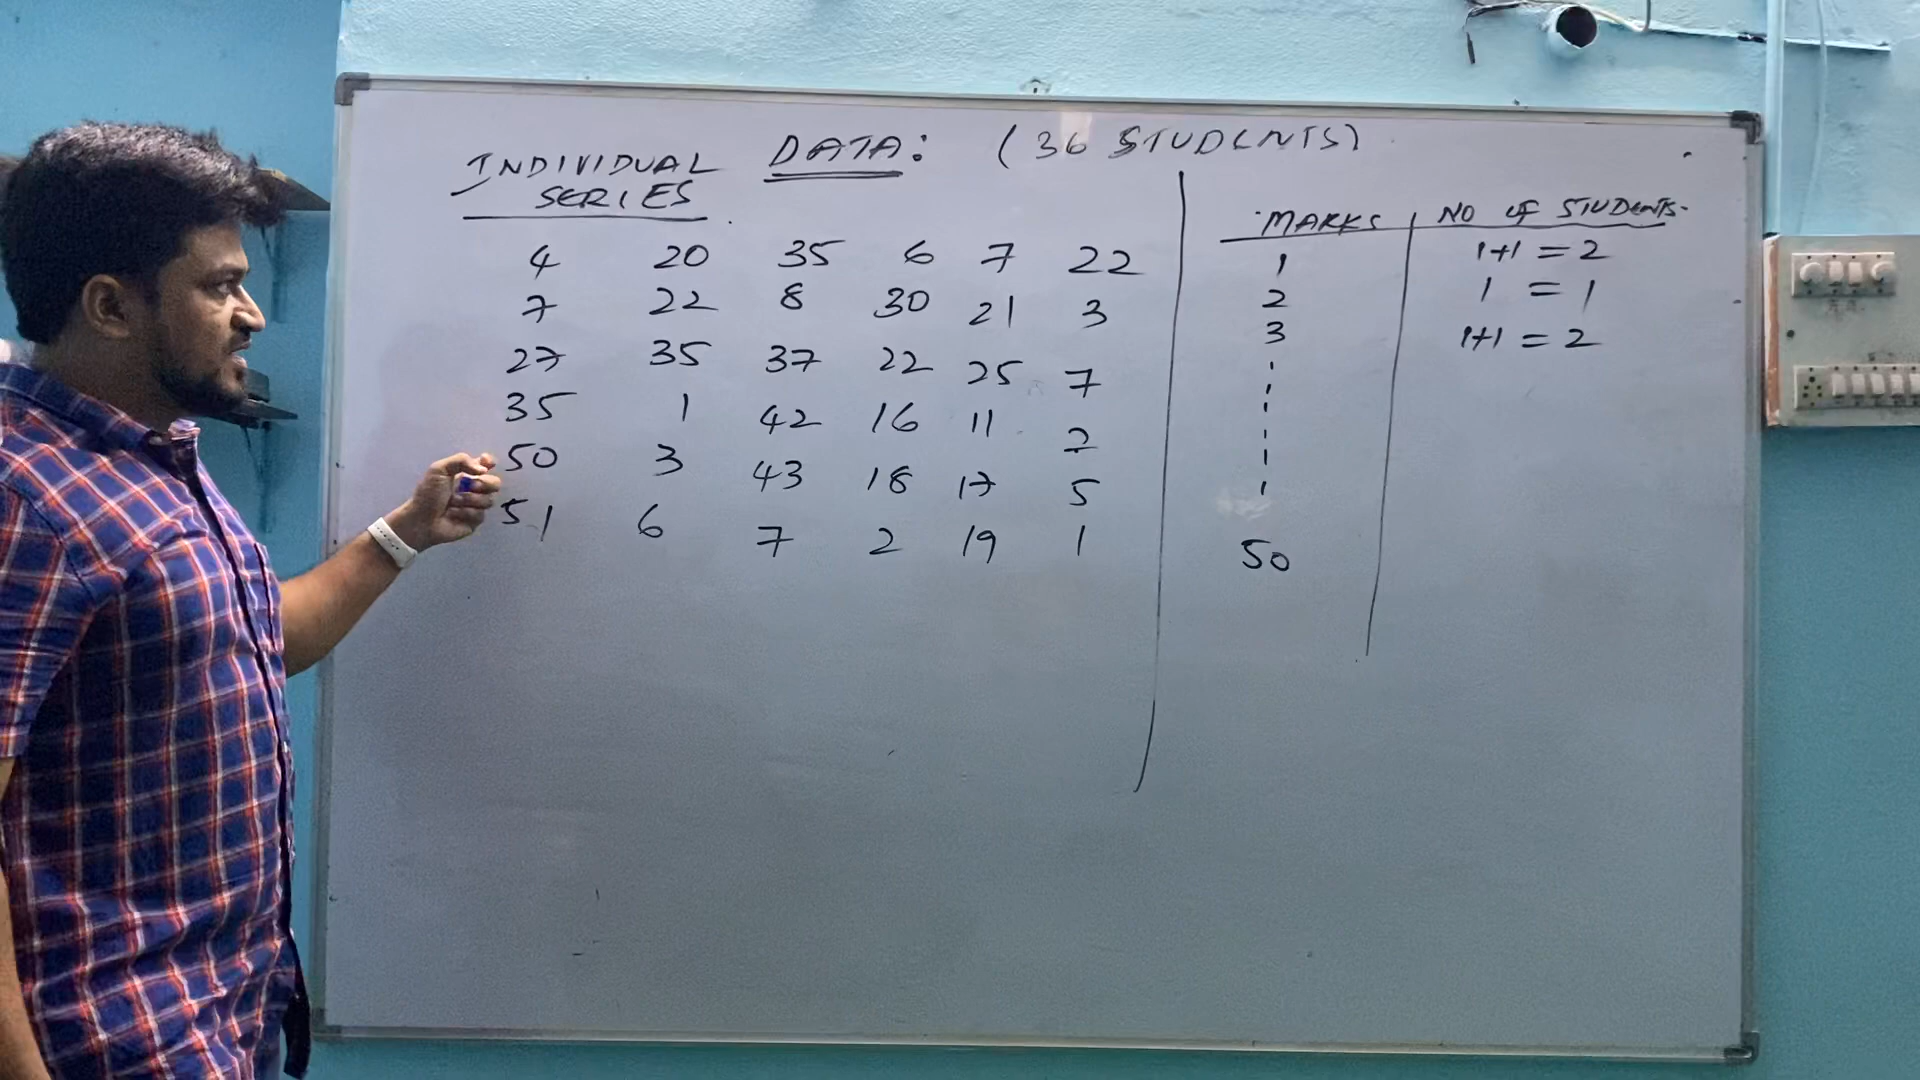 INDIVIDUAL SERIES DATA: (36 STUDENTS)
4 20 35 6 7 22
7 22 8 30 21 3
27 35 37 22 25 7
35 1 42 16 11
50 3 43 18 17 5
51 6 7 2 19 1
MARKS NO OF STUDENTS
1 1+1 = 2
2 1 = 1
3 1+1 = 2
50